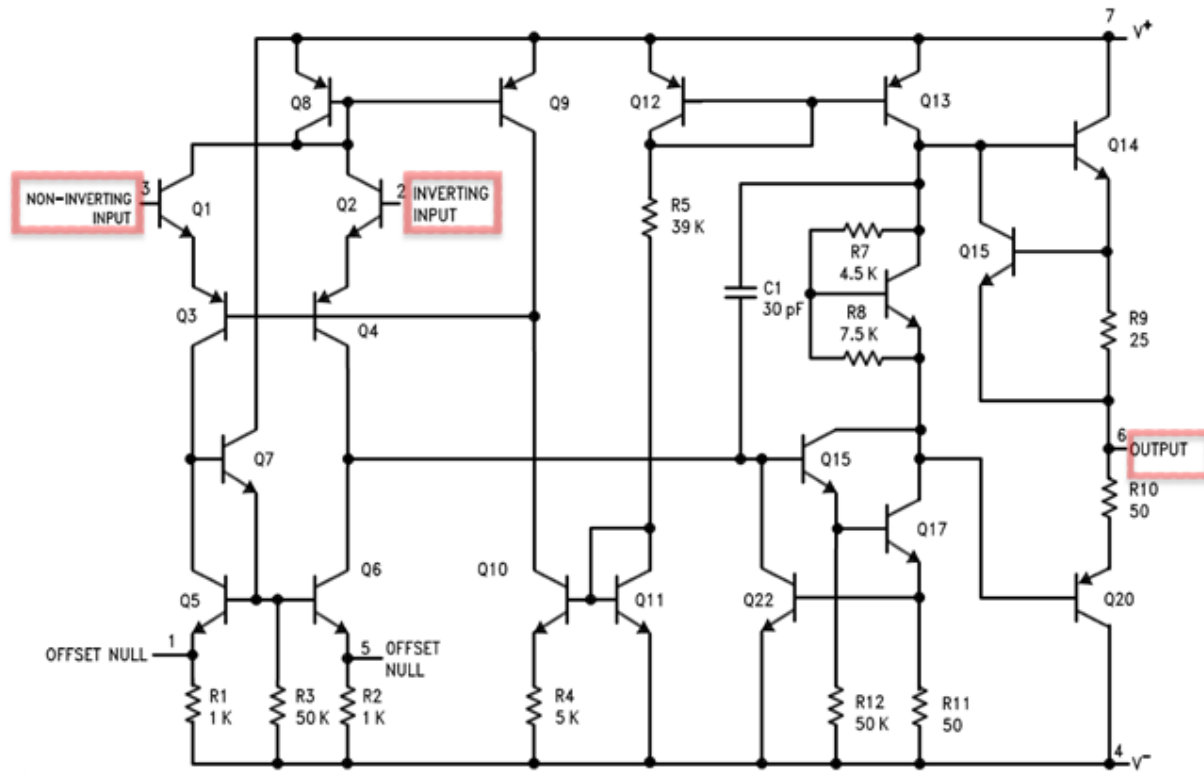 7
V+
Q8
Q9
Q12
Q13
Q14
3
NON-INVERTING
INPUT
Q1
Q2
2
INVERTING
INPUT
R5
39 K
Q15
R7
4.5 K
C1
30 pF
R8
7.5 K
Q3
Q4
R9
25
6
OUTPUT
Q7
Q15
R10
50
Q17
Q5
Q6
Q10
Q11
Q22
Q20
1
OFFSET NULL
5
OFFSET
NULL
R1
1 K
R3
50 K
R2
1 K
R4
5 K
R12
50 K
R11
50
4
V-